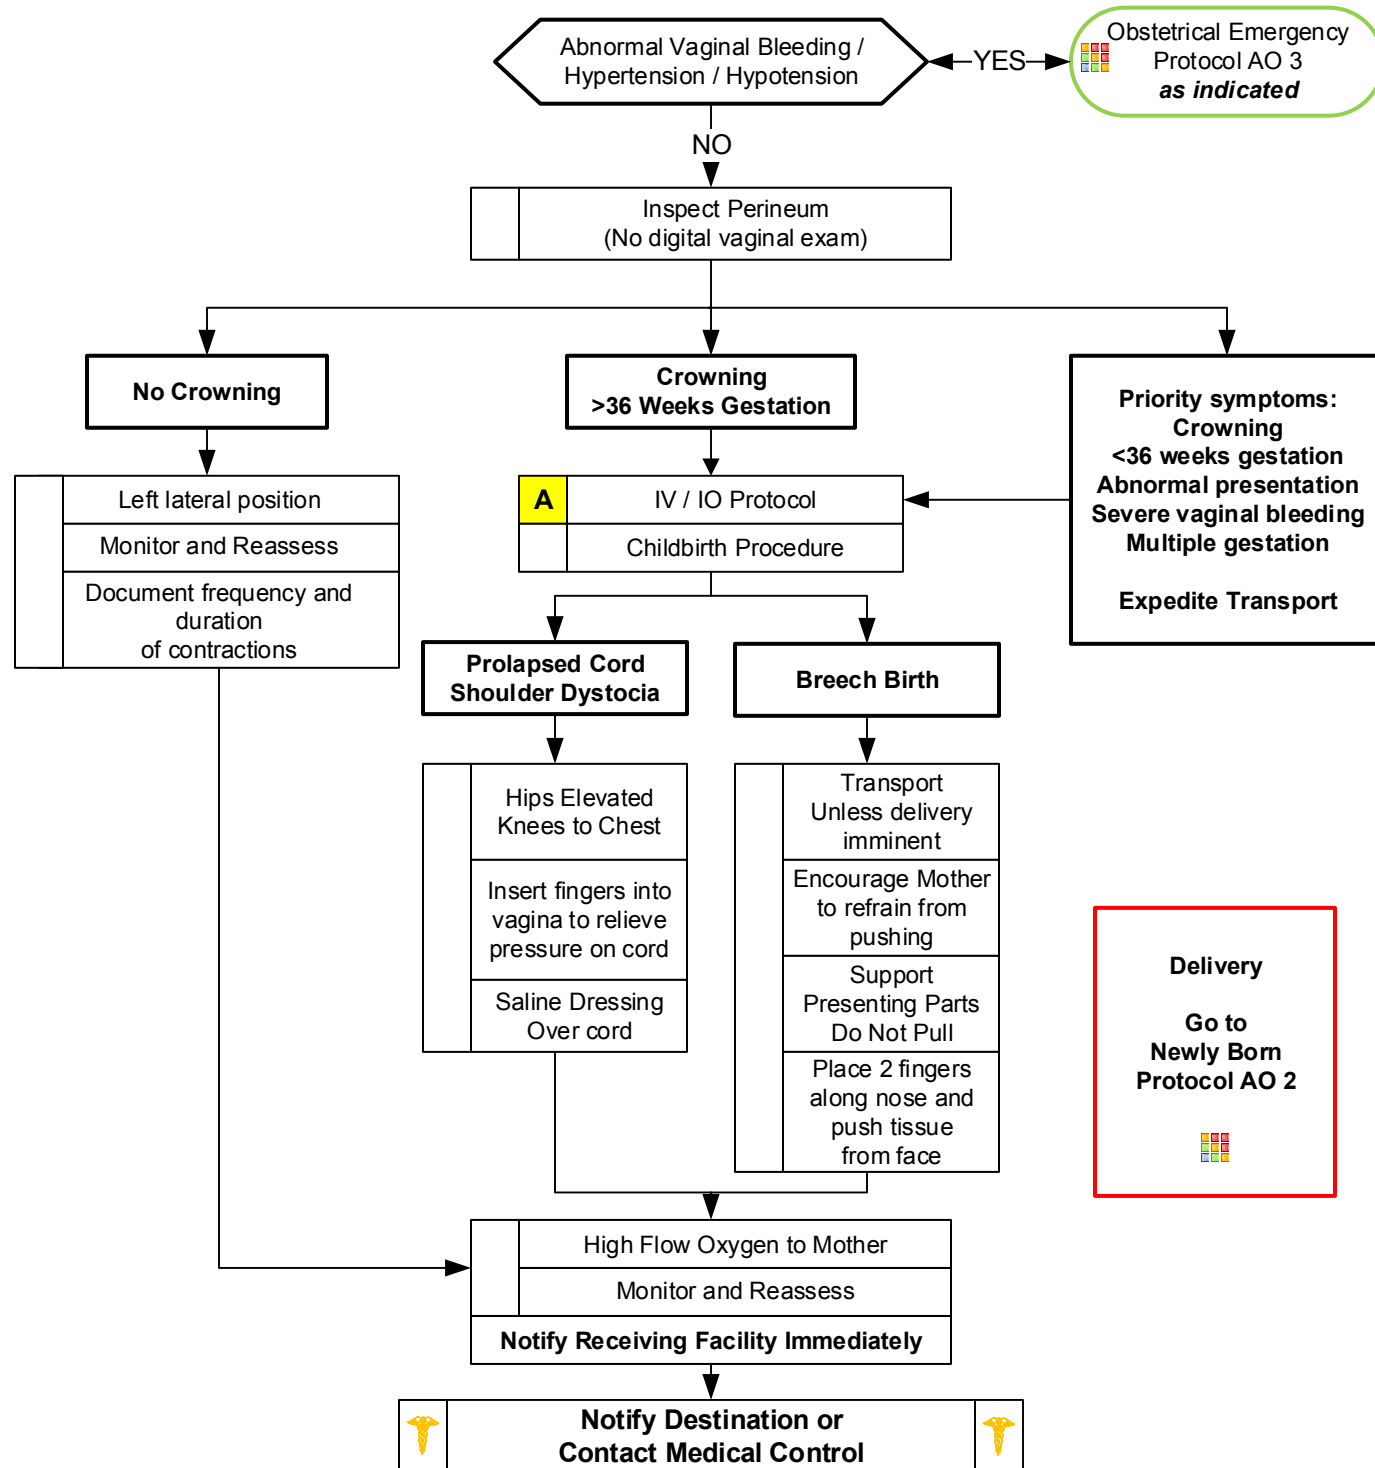 Abnormal Vaginal Bleeding /
Hypertension / Hypotension
YES
Obstetrical Emergency
Protocol AO 3
as indicated
NO
Inspect Perineum
(No digital vaginal exam)
No Crowning
Crowning
>36 Weeks Gestation
Priority symptoms:
Crowning
<36 weeks gestation
Abnormal presentation
Severe vaginal bleeding
Multiple gestation
Expedite Transport
Left lateral position
Monitor and Reassess
Document frequency and
duration
of contractions
A
IV / IO Protocol
Childbirth Procedure
Prolapsed Cord
Shoulder Dystocia
Breech Birth
Hips Elevated
Knees to Chest
Insert fingers into
vagina to relieve
pressure on cord
Saline Dressing
Over cord
Transport
Unless delivery
imminent
Encourage Mother
to refrain from
pushing
Support
Presenting Parts
Do Not Pull
Place 2 fingers
along nose and
push tissue
from face
Delivery
Go to
Newly Born
Protocol AO 2
High Flow Oxygen to Mother
Monitor and Reassess
Notify Receiving Facility Immediately
Notify Destination or
Contact Medical Control